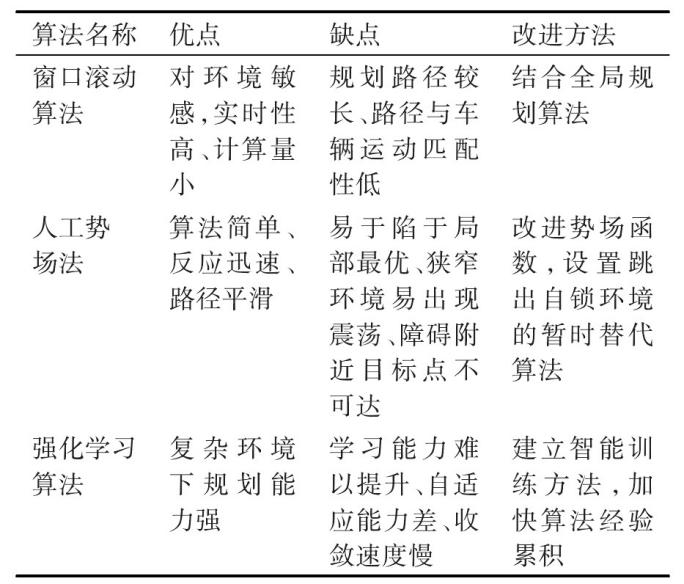 算法名称 优点 缺点 改进方法
窗口滚动 对环境敏 规划路径较 结合全局规
算法 感,实时性 长、路径与车 划算法
高、计算量 辆运动匹配
小 性低
人工势 算法简单、 易于陷于局 改进势场函
场法 反应迅速、 部最优、狭窄 数,设置跳
路径平滑 环境易出现 出自锁环境
震荡、障碍附 的暂时替代
近目标点不 算法
可达
强化学习 复杂环境 学习能力难 建立智能训
算法 下规划能 以提升、自适 练方法,加
力强 应能力差、收 快算法经验
敛速度慢 累积